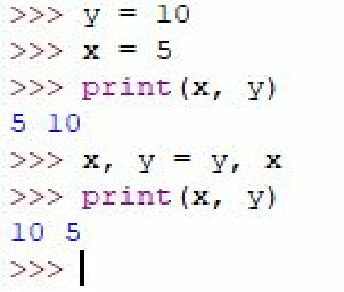 >>> y = 10
>>> x = 5
>>> print(x, y)
5 10
>>> x, y = y, x
>>> print(x, y)
10 5
>>>